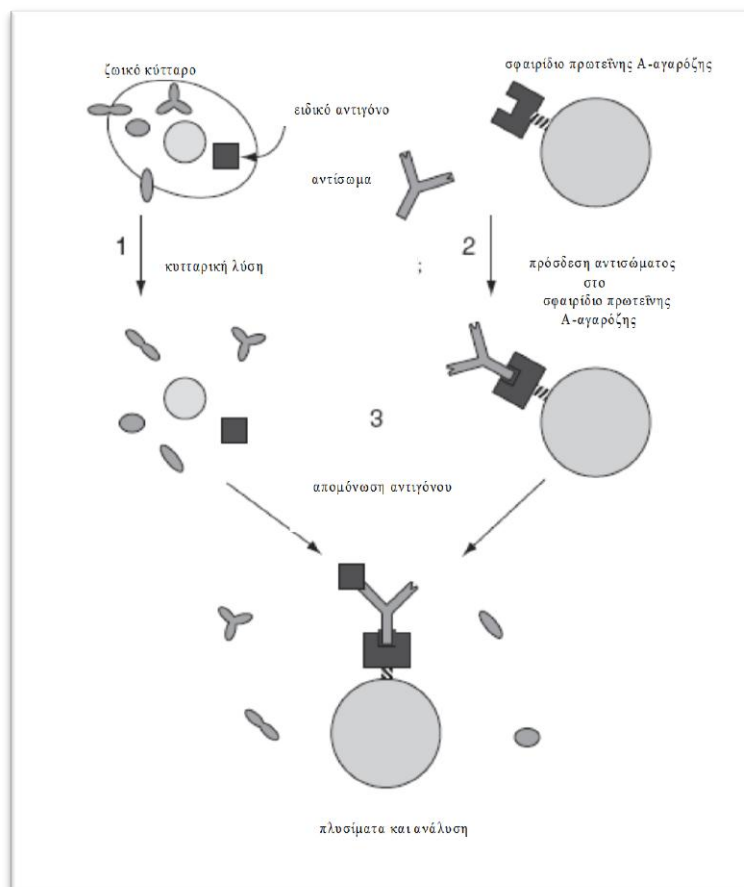 ζωικό κύτταρο
σφαιρίδιο πρωτεΐνης Α-αγαρόζης
ειδικό αντιγόνο
αντίσωμα
1
κυτταρική λύση
;
2
πρόσδεση αντισώματος
στο
σφαιρίδιο πρωτεΐνης
Α-αγαρόζης
3
απομόνωση αντιγόνου
πλυσίματα και ανάλυση